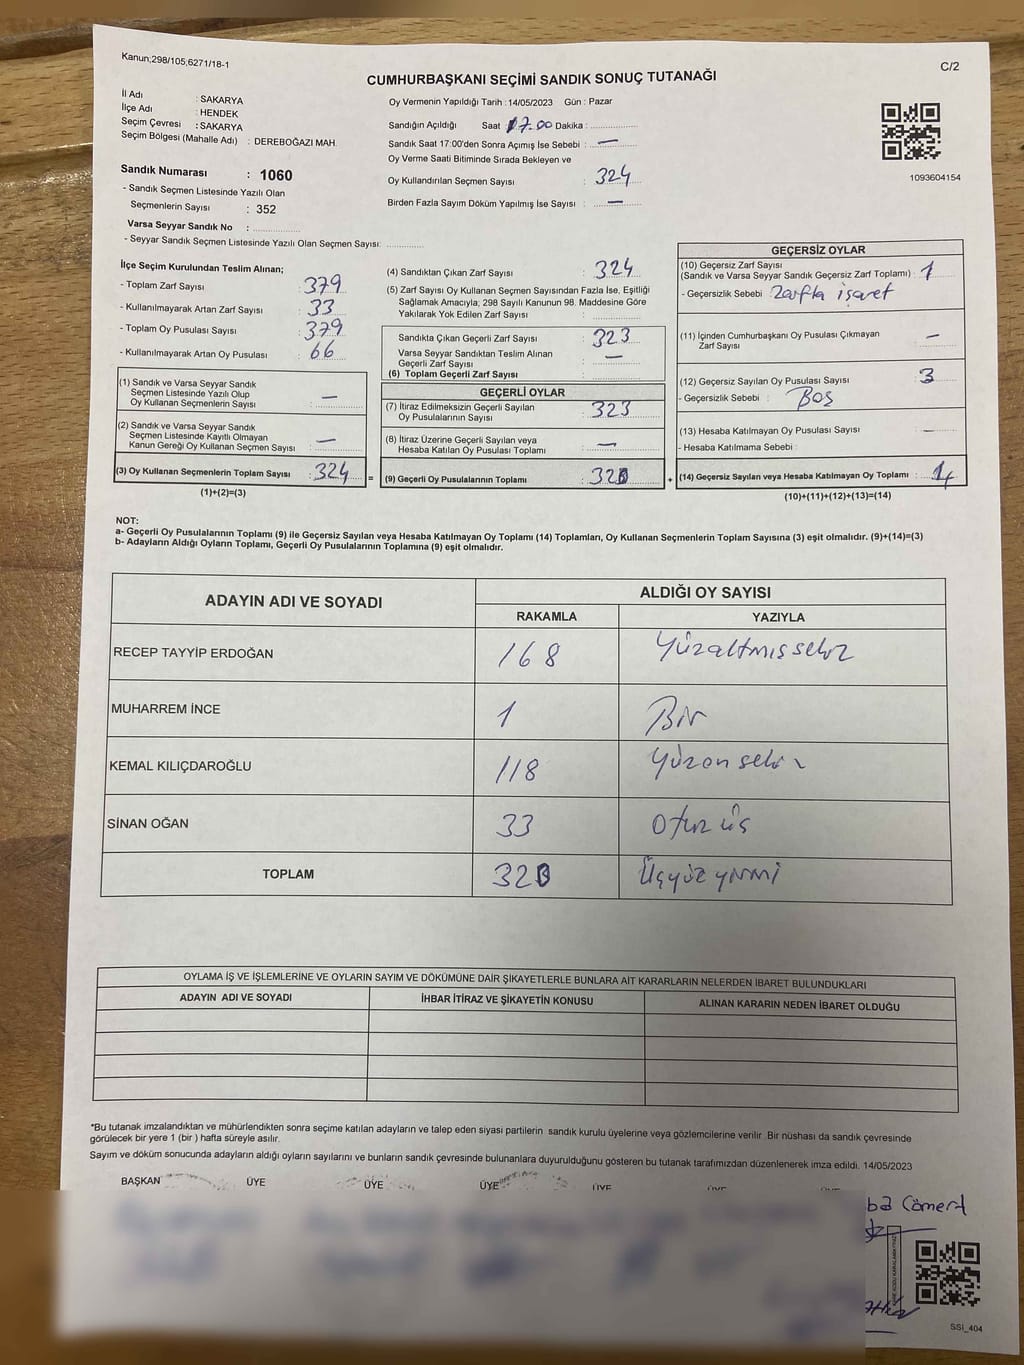 Kanun;298/105;6271/18-1
C/2
CUMHURBAŞKANI SEÇİMİ SANDIK SONUÇ TUTANAĞI
İl Adı : SAKARYA
İlçe Adı : HENDEK
Seçim Çevresi : SAKARYA
Seçim Bölgesi (Mahalle Adı) : DEREBOĞAZI MAH.
Oy Vermenin Yapıldığı Tarih : 14/05/2023 Gün : Pazar
Sandığın Açıldığı Saat 17.00 Dakika :
Sandık Saat 17:00'den Sonra Açımış İse Sebebi : —
Oy Verme Saati Bitiminde Sırada Bekleyen ve
Oy Kullandırılan Seçmen Sayısı : 324
Birden Fazla Sayım Döküm Yapılmış İse Sayısı : —
1093604154
Sandık Numarası : 1060
- Sandık Seçmen Listesinde Yazılı Olan
Seçmenlerin Sayısı : 352
Varsa Seyyar Sandık No :
- Seyyar Sandık Seçmen Listesinde Yazılı Olan Seçmen Sayısı:
İlçe Seçim Kurulundan Teslim Alınan;
- Toplam Zarf Sayısı : 379
- Kullanılmayarak Artan Zarf Sayısı : 33
- Toplam Oy Pusulası Sayısı : 379
- Kullanılmayarak Artan Oy Pusulası : 66
(1) Sandık ve Varsa Seyyar Sandık
Seçmen Listesinde Yazılı Olup
Oy Kullanan Seçmenlerin Sayısı : —
(2) Sandık ve Varsa Seyyar Sandık
Seçmen Listesinde Kayıtlı Olmayan
Kanun Gereği Oy Kullanan Seçmen Sayısı : —
(3) Oy Kullanan Seçmenlerin Toplam Sayısı : 324 =
(1)+(2)=(3)
(4) Sandıktan Çıkan Zarf Sayısı : 324
(5) Zarf Sayısı Oy Kullanan Seçmen Sayısından Fazla İse, Eşitliği
Sağlamak Amacıyla; 298 Sayılı Kanunun 98. Maddesine Göre
Yakılarak Yok Edilen Zarf Sayısı :
Sandıkta Çıkan Geçerli Zarf Sayısı : 323
Varsa Seyyar Sandıktan Teslim Alınan
Geçerli Zarf Sayısı : —
(6) Toplam Geçerli Zarf Sayısı :
GEÇERLİ OYLAR
(7) İtiraz Edilmeksizin Geçerli Sayılan
Oy Pusulalarının Sayısı : 323
(8) İtiraz Üzerine Geçerli Sayılan veya
Hesaba Katılan Oy Pusulası Toplamı : —
(9) Geçerli Oy Pusulalarının Toplamı : +
GEÇERSİZ OYLAR
(10) Geçersiz Zarf Sayısı
(Sandık ve Varsa Seyyar Sandık Geçersiz Zarf Toplamı) : 1
- Geçersizlik Sebebi : Zarfta işaret
(11) İçinden Cumhurbaşkanı Oy Pusulası Çıkmayan
Zarf Sayısı : —
(12) Geçersiz Sayılan Oy Pusulası Sayısı : 3
- Geçersizlik Sebebi : Boş
(13) Hesaba Katılmayan Oy Pusulası Sayısı : —
- Hesaba Katılmama Sebebi :
(14) Geçersiz Sayılan veya Hesaba Katılmayan Oy Toplamı : 4
(10)+(11)+(12)+(13)=(14)
NOT:
a- Geçerli Oy Pusulalarının Toplamı (9) ile Geçersiz Sayılan veya Hesaba Katılmayan Oy Toplamı (14) Toplamları, Oy Kullanan Seçmenlerin Toplam Sayısına (3) eşit olmalıdır. (9)+(14)=(3)
b- Adayların Aldığı Oyların Toplamı, Geçerli Oy Pusulalarının Toplamına (9) eşit olmalıdır.
ADAYIN ADI VE SOYADI ALDIĞI OY SAYISI
RAKAMLA YAZIYLA
RECEP TAYYİP ERDOĞAN 168 Yüzaltmışsekiz
MUHARREM İNCE 1 Bir
KEMAL KILIÇDAROĞLU 118 Yüzonsekiz
SİNAN OĞAN 33 Otuz üç
TOPLAM Üçyüz yirmi
OYLAMA İŞ VE İŞLEMLERİNE VE OYLARIN SAYIM VE DÖKÜMÜNE DAİR ŞİKAYETLERLE BUNLARA AİT KARARLARIN NELERDEN İBARET BULUNDUKLARI
ADAYIN ADI VE SOYADI İHBAR İTİRAZ VE ŞİKAYETİN KONUSU ALINAN KARARIN NEDEN İBARET OLDUĞU
*Bu tutanak imzalandıktan ve mühürlendikten sonra seçime katılan adayların ve talep eden siyasi partilerin sandık kurulu üyelerine veya gözlemcilerine verilir. Bir nüshası da sandık çevresinde
görülecek bir yere 1 (bir ) hafta süreyle asılır.
Sayım ve döküm sonucunda adayların aldığı oyların sayılarını ve bunların sandık çevresinde bulunanlara duyurulduğunu gösteren bu tutanak tarafımızdan düzenlenerek imza edildi. 14/05/2023
BAŞKAN ÜYE ÜYE ÜYE ÜYE
ba Cömert
SSİ_404